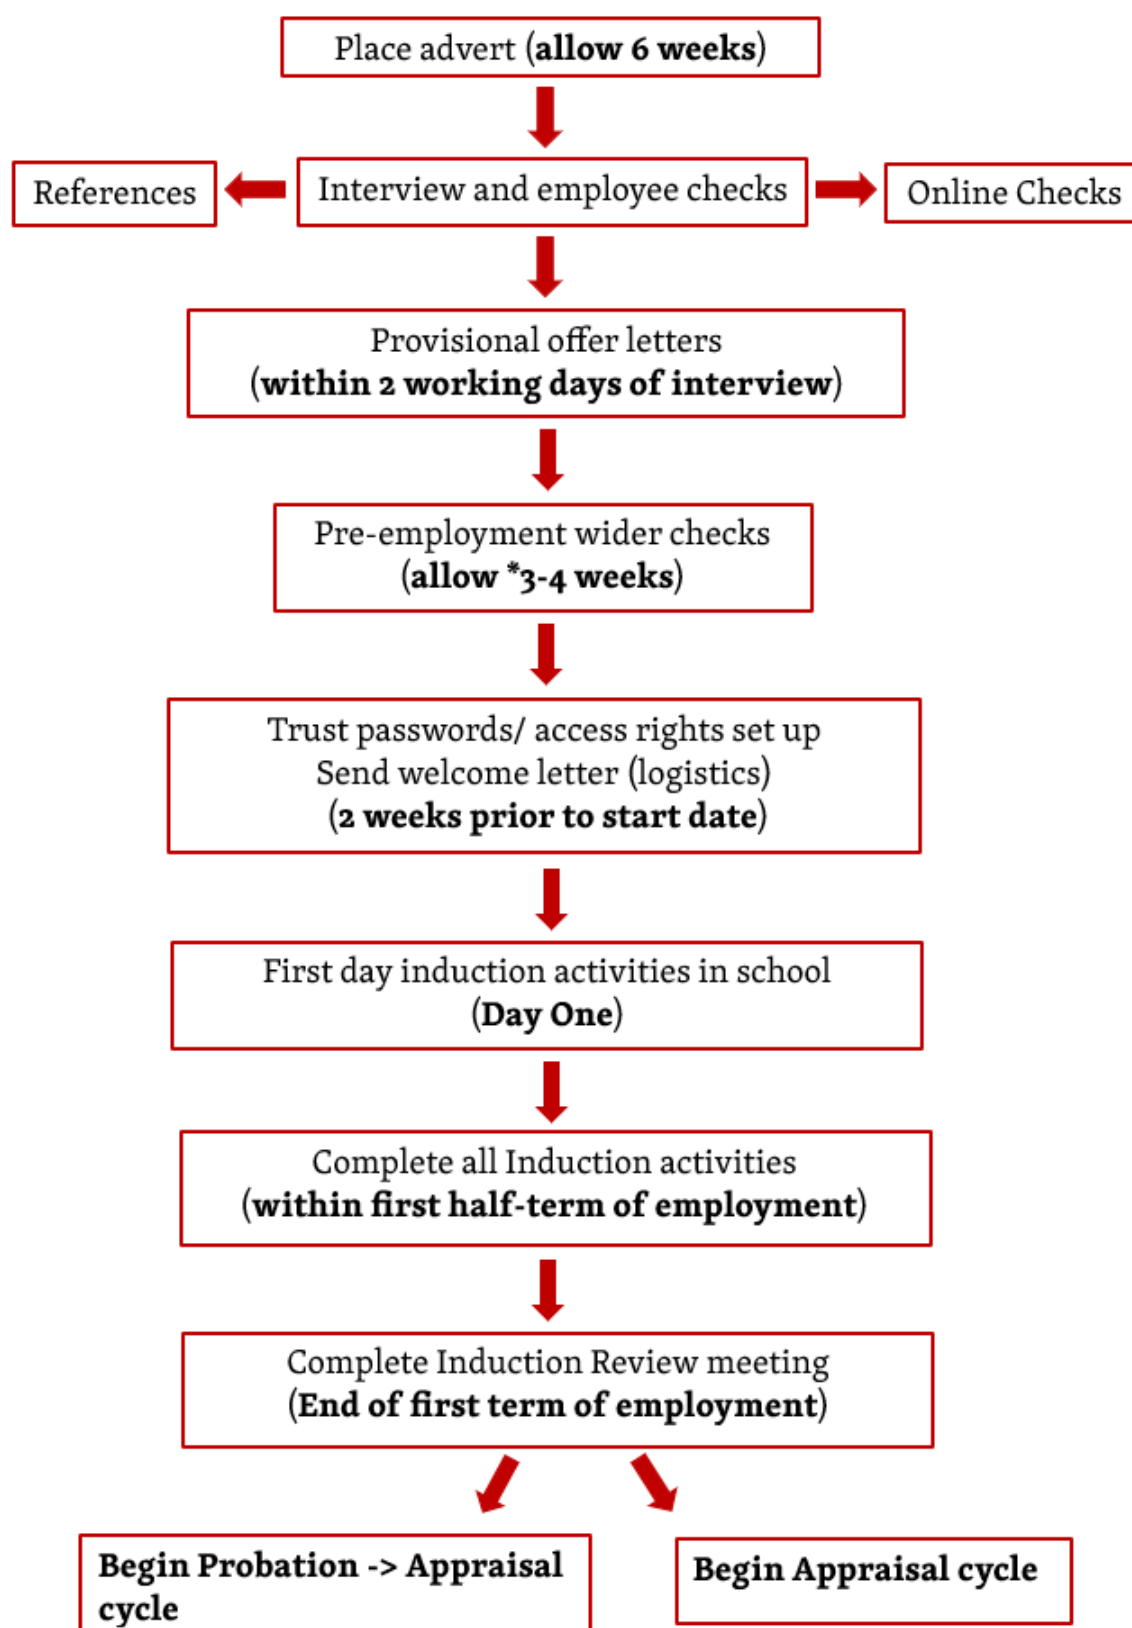 Place advert (allow 6 weeks)
References
Interview and employee checks
Online Checks
Provisional offer letters
(within 2 working days of interview)
Pre-employment wider checks
(allow *3-4 weeks)
Trust passwords/ access rights set up
Send welcome letter (logistics)
(2 weeks prior to start date)
First day induction activities in school
(Day One)
Complete all Induction activities
(within first half-term of employment)
Complete Induction Review meeting
(End of first term of employment)
Begin Probation -> Appraisal
cycle
Begin Appraisal cycle